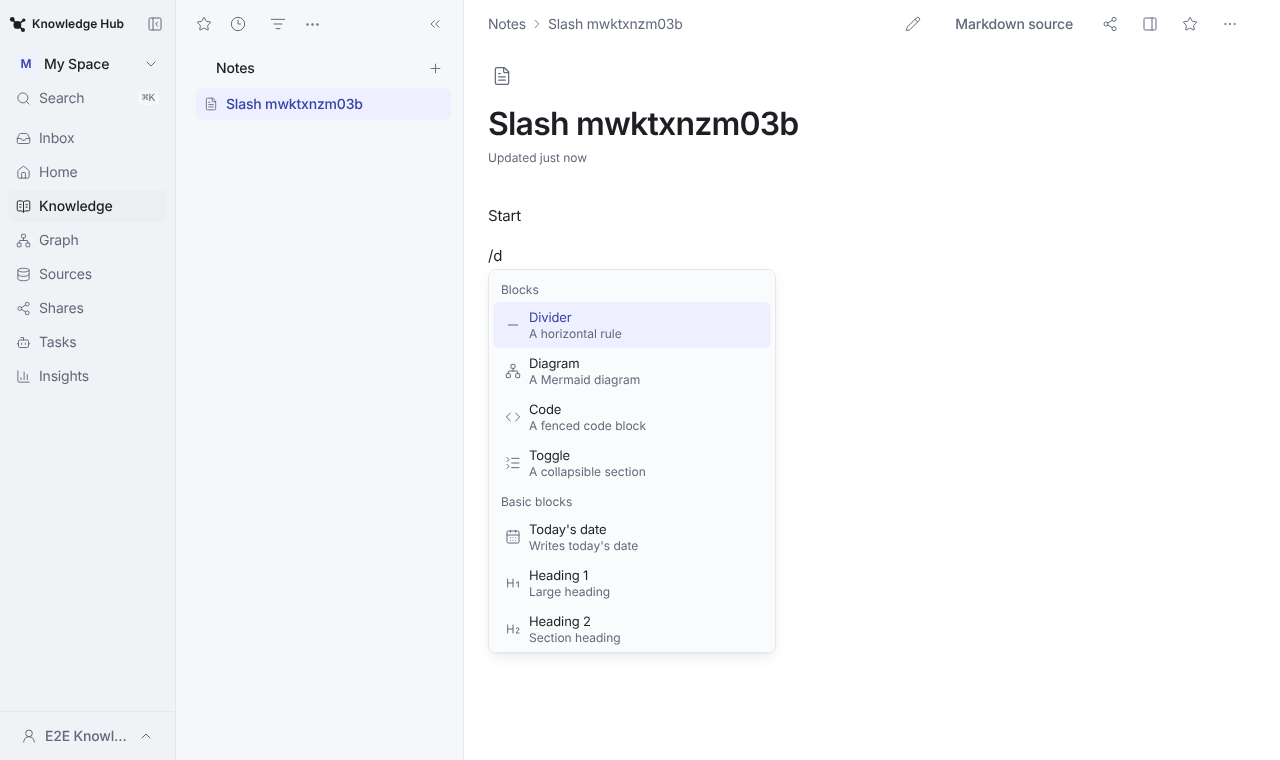 Knowledge Hub
M My Space
Search ⌘K
Inbox
Home
Knowledge
Graph
Sources
Shares
Tasks
Insights
E2E Knowl...
Notes
Slash mwktxnzm03b
Notes > Slash mwktxnzm03b
Markdown source
Slash mwktxnzm03b
Updated just now
Start
/d
Blocks
Divider
A horizontal rule
Diagram
A Mermaid diagram
Code
A fenced code block
Toggle
A collapsible section
Basic blocks
Today's date
Writes today's date
H1 Heading 1
Large heading
H2 Heading 2
Section heading